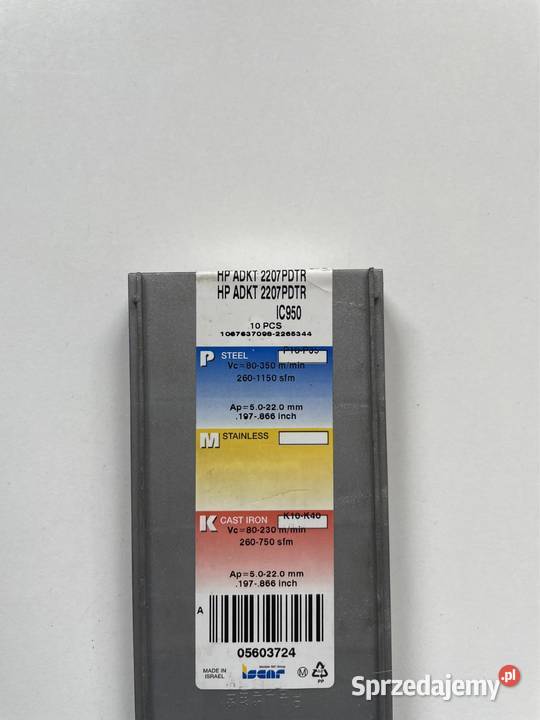 HP ADKT 2207PDTR
HP ADKT 2207PDTR
IC950
10 PCS
1067637098-2265344
P STEEL
Vc=80-350 m/min
260-1150 sfm
Ap=5.0-22.0 mm
.197-.866 inch
M STAINLESS
K CAST IRON K10-K40
Vc=80-230 m/min
260-750 sfm
Ap=5.0-22.0 mm
.197-.866 inch
A
05603724
MADE IN
ISRAEL
iscar
M
PP
Sprzedajemy.pl